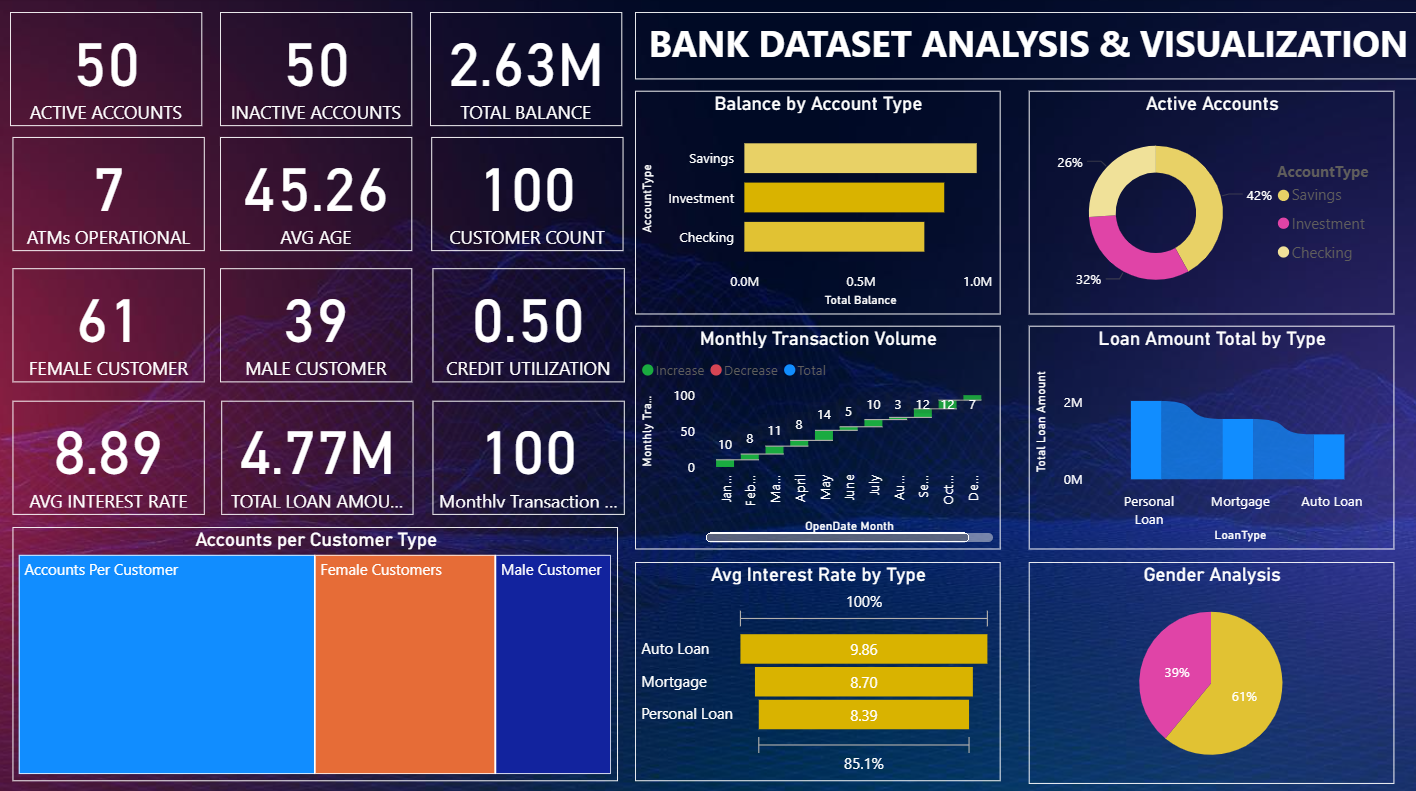 50
ACTIVE ACCOUNTS
50
INACTIVE ACCOUNTS
2.63M
TOTAL BALANCE
BANK DATASET ANALYSIS & VISUALIZATION
7
ATMs OPERATIONAL
45.26
AVG AGE
100
CUSTOMER COUNT
61
FEMALE CUSTOMER
39
MALE CUSTOMER
0.50
CREDIT UTILIZATION
8.89
AVG INTEREST RATE
4.77M
TOTAL LOAN AMOU...
100
Monthly Transaction ...
Accounts per Customer Type
Accounts Per Customer
Female Customers
Male Customer
Balance by Account Type
AccountType
Savings
Investment
Checking
0.0M
0.5M
1.0M
Total Balance
Active Accounts
26%
42%
32%
AccountType
Savings
Investment
Checking
Monthly Transaction Volume
Increase
Decrease
Total
Monthly Tra...
100
50
0
10
8
11
8
14
5
10
3
12
12
7
Jan...
Feb...
Ma...
April
May
June
July
Au...
Se...
Oct...
De...
OpenDate Month
Loan Amount Total by Type
Total Loan Amount
2M
0M
Personal
Loan
Mortgage
Auto Loan
LoanType
Avg Interest Rate by Type
100%
Auto Loan
9.86
Mortgage
8.70
Personal Loan
8.39
85.1%
Gender Analysis
39%
61%